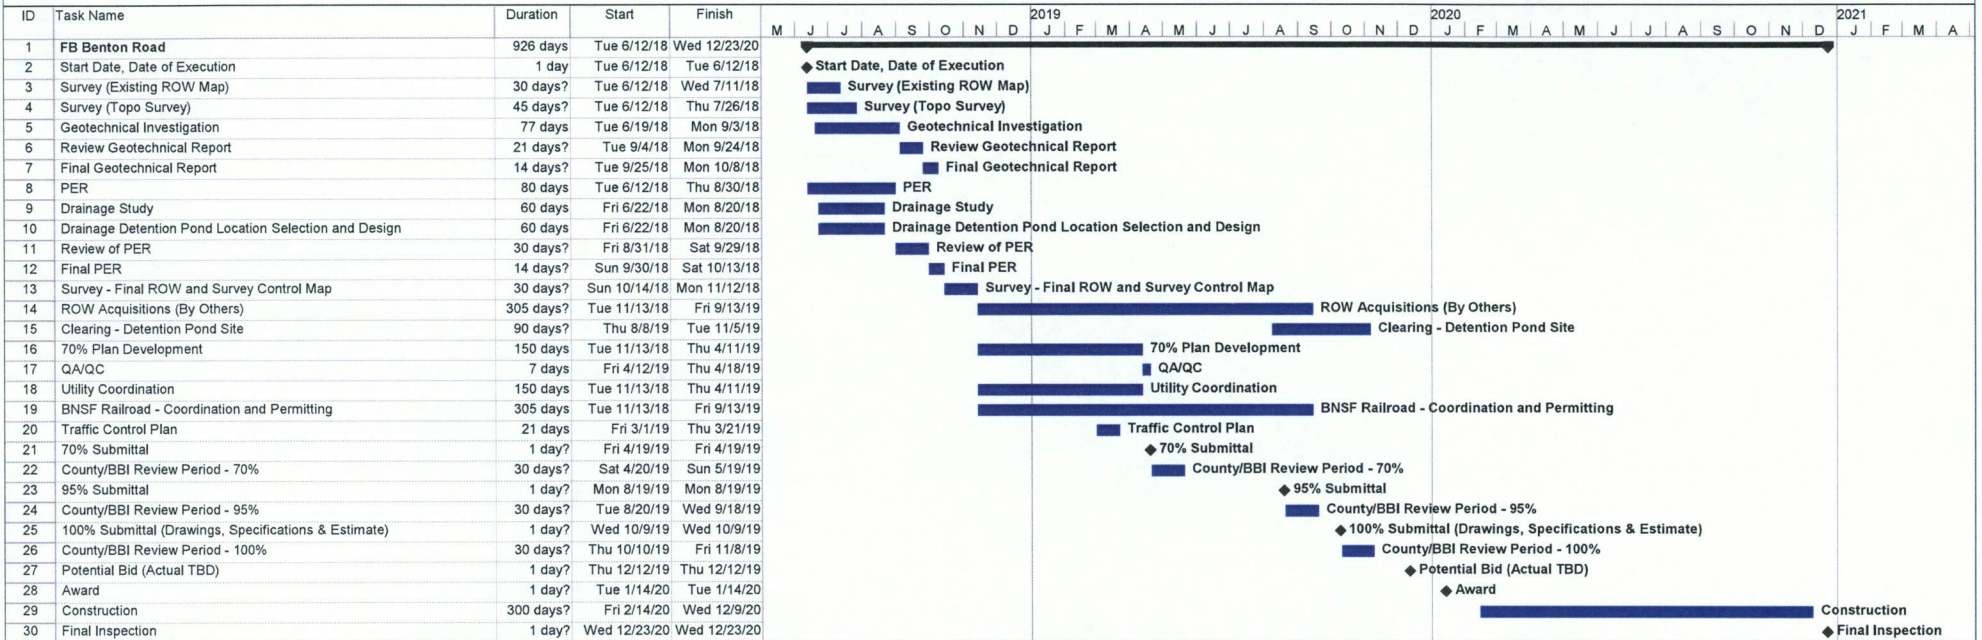 ID Task Name Duration Start Finish 2019 2020 2021
M J J A S O N D J F M A M J J A S O N D J F M A M J J A S O N D J F M A
1 FB Benton Road 926 days Tue 6/12/18 Wed 12/23/20
2 Start Date, Date of Execution 1 day Tue 6/12/18 Tue 6/12/18 Start Date, Date of Execution
3 Survey (Existing ROW Map) 30 days? Tue 6/12/18 Wed 7/11/18 Survey (Existing ROW Map)
4 Survey (Topo Survey) 45 days? Tue 6/12/18 Thu 7/26/18 Survey (Topo Survey)
5 Geotechnical Investigation 77 days Tue 6/19/18 Mon 9/3/18 Geotechnical Investigation
6 Review Geotechnical Report 21 days? Tue 9/4/18 Mon 9/24/18 Review Geotechnical Report
7 Final Geotechnical Report 14 days? Tue 9/25/18 Mon 10/8/18 Final Geotechnical Report
8 PER 80 days Tue 6/12/18 Thu 8/30/18 PER
9 Drainage Study 60 days Fri 6/22/18 Mon 8/20/18 Drainage Study
10 Drainage Detention Pond Location Selection and Design 60 days Fri 6/22/18 Mon 8/20/18 Drainage Detention Pond Location Selection and Design
11 Review of PER 30 days? Fri 8/31/18 Sat 9/29/18 Review of PER
12 Final PER 14 days? Sun 9/30/18 Sat 10/13/18 Final PER
13 Survey - Final ROW and Survey Control Map 30 days? Sun 10/14/18 Mon 11/12/18 Survey - Final ROW and Survey Control Map
14 ROW Acquisitions (By Others) 305 days? Tue 11/13/18 Fri 9/13/19 ROW Acquisitions (By Others)
15 Clearing - Detention Pond Site 90 days? Thu 8/8/19 Tue 11/5/19 Clearing - Detention Pond Site
16 70% Plan Development 150 days Tue 11/13/18 Thu 4/11/19 70% Plan Development
17 QA/QC 7 days Fri 4/12/19 Thu 4/18/19 QA/QC
18 Utility Coordination 150 days Tue 11/13/18 Thu 4/11/19 Utility Coordination
19 BNSF Railroad - Coordination and Permitting 305 days Tue 11/13/18 Fri 9/13/19 BNSF Railroad - Coordination and Permitting
20 Traffic Control Plan 21 days Fri 3/1/19 Thu 3/21/19 Traffic Control Plan
21 70% Submittal 1 day? Fri 4/19/19 Fri 4/19/19 70% Submittal
22 County/BBI Review Period - 70% 30 days? Sat 4/20/19 Sun 5/19/19 County/BBI Review Period - 70%
23 95% Submittal 1 day? Mon 8/19/19 Mon 8/19/19 95% Submittal
24 County/BBI Review Period - 95% 30 days? Tue 8/20/19 Wed 9/18/19 County/BBI Review Period - 95%
25 100% Submittal (Drawings, Specifications & Estimate) 1 day? Wed 10/9/19 Wed 10/9/19 100% Submittal (Drawings, Specifications & Estimate)
26 County/BBI Review Period - 100% 30 days? Thu 10/10/19 Fri 11/8/19 County/BBI Review Period - 100%
27 Potential Bid (Actual TBD) 1 day? Thu 12/12/19 Thu 12/12/19 Potential Bid (Actual TBD)
28 Award 1 day? Tue 1/14/20 Tue 1/14/20 Award
29 Construction 300 days? Fri 2/14/20 Wed 12/9/20 Construction
30 Final Inspection 1 day? Wed 12/23/20 Wed 12/23/20 Final Inspection